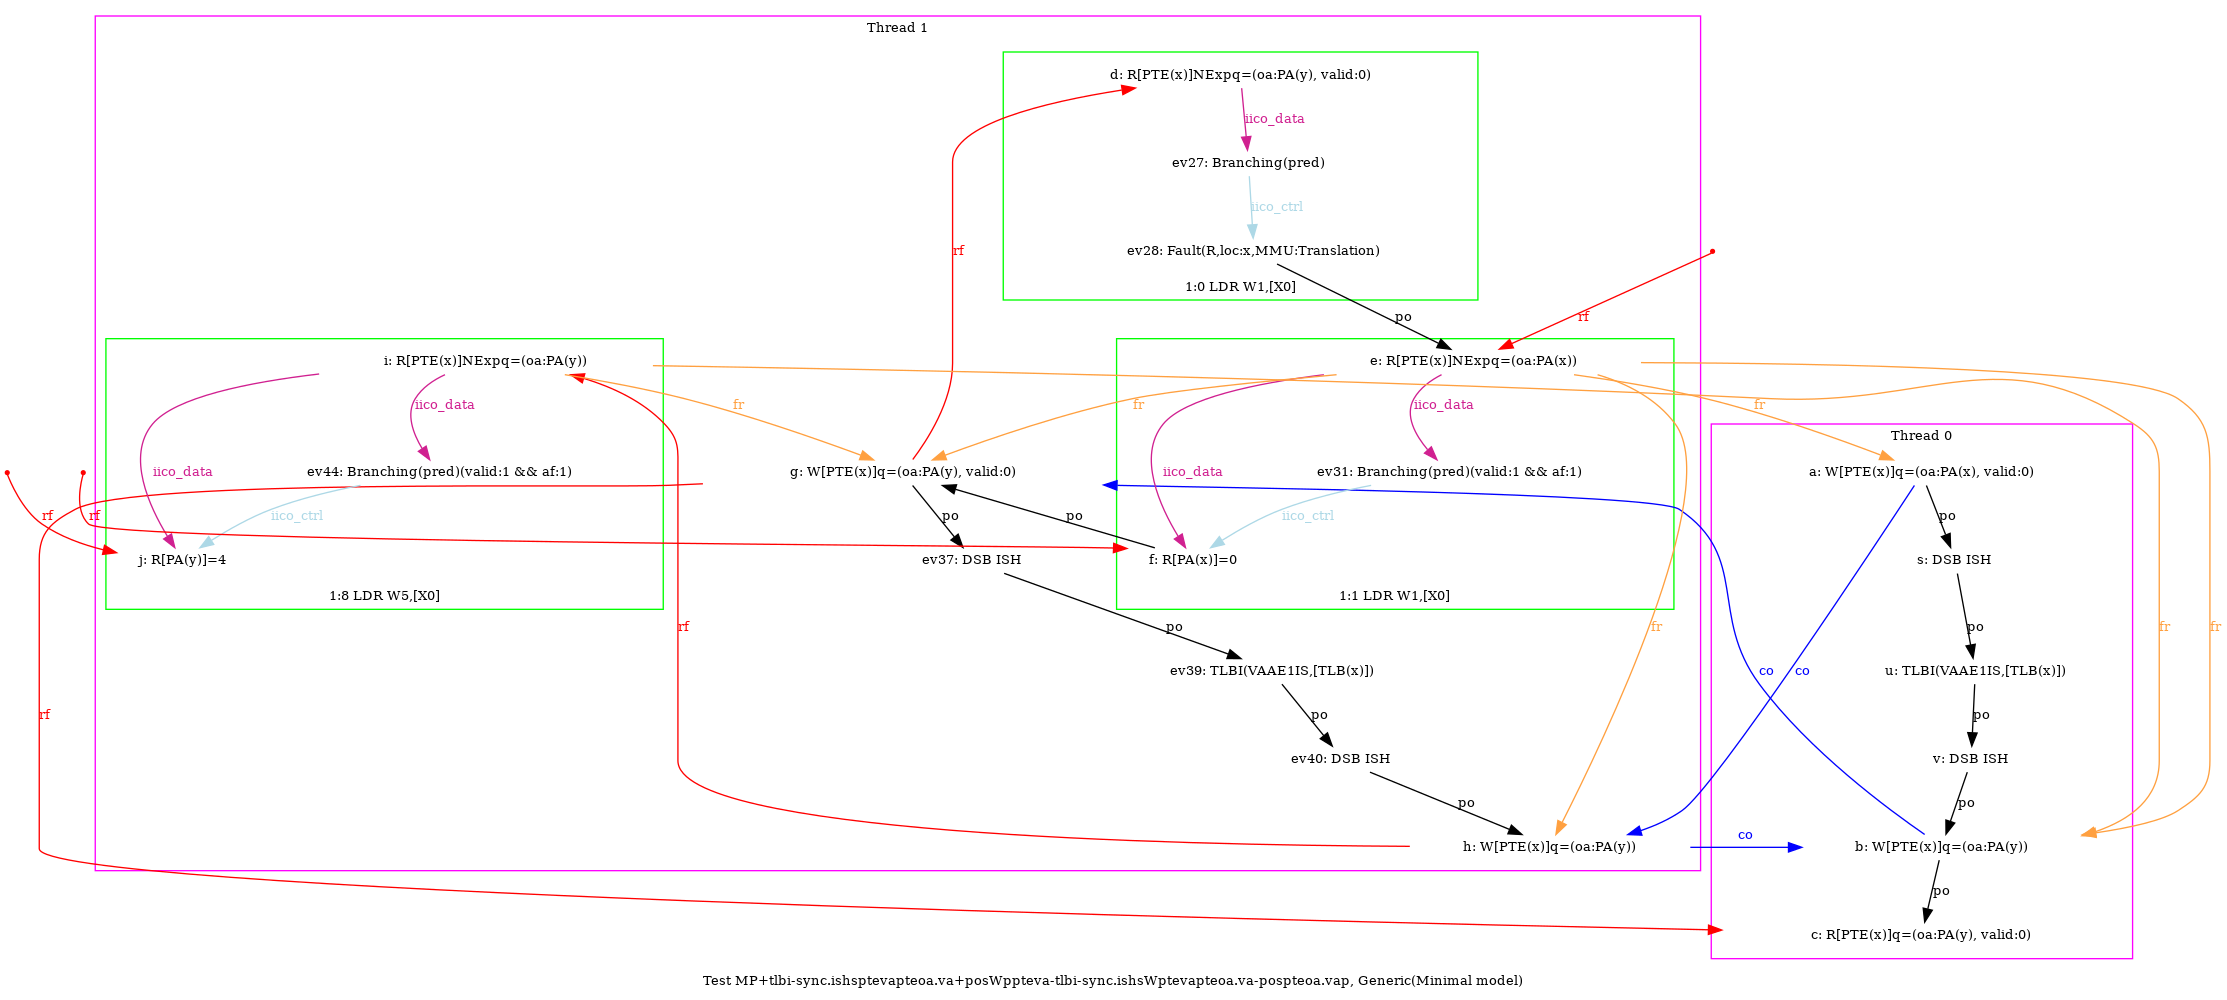 Thread 1
d: R[PTE(x)]NExpq=(oa:PA(y), valid:0)
iico_data
ev27: Branching(pred)
iico_ctrl
rf
ev28: Fault(R,loc:x,MMU:Translation)
1:0 LDR W1,[X0]
po
rf
i: R[PTE(x)]NExpq=(oa:PA(y))
e: R[PTE(x)]NExpq=(oa:PA(x))
iico_data
fr
fr
iico_data
fr
Thread 0
iico_data
ev44: Branching(pred)(valid:1 && af:1)
g: W[PTE(x)]q=(oa:PA(y), valid:0)
iico_data
ev31: Branching(pred)(valid:1 && af:1)
a: W[PTE(x)]q=(oa:PA(x), valid:0)
rf
rf
iico_ctrl
po
po
iico_ctrl
po
j: R[PA(y)]=4
ev37: DSB ISH
f: R[PA(x)]=0
s: DSB ISH
1:8 LDR W5,[X0]
1:1 LDR W1,[X0]
rf
po
fr
po
fr
fr
ev39: TLBI(VAAE1IS,[TLB(x)])
co
co
u: TLBI(VAAE1IS,[TLB(x)])
rf
po
po
ev40: DSB ISH
v: DSB ISH
po
po
co
h: W[PTE(x)]q=(oa:PA(y))
b: W[PTE(x)]q=(oa:PA(y))
po
c: R[PTE(x)]q=(oa:PA(y), valid:0)
Test MP+tlbi-sync.ishsptevapteoa.va+posWppteva-tlbi-sync.ishsWptevapteoa.va-pospteoa.vap, Generic(Minimal model)